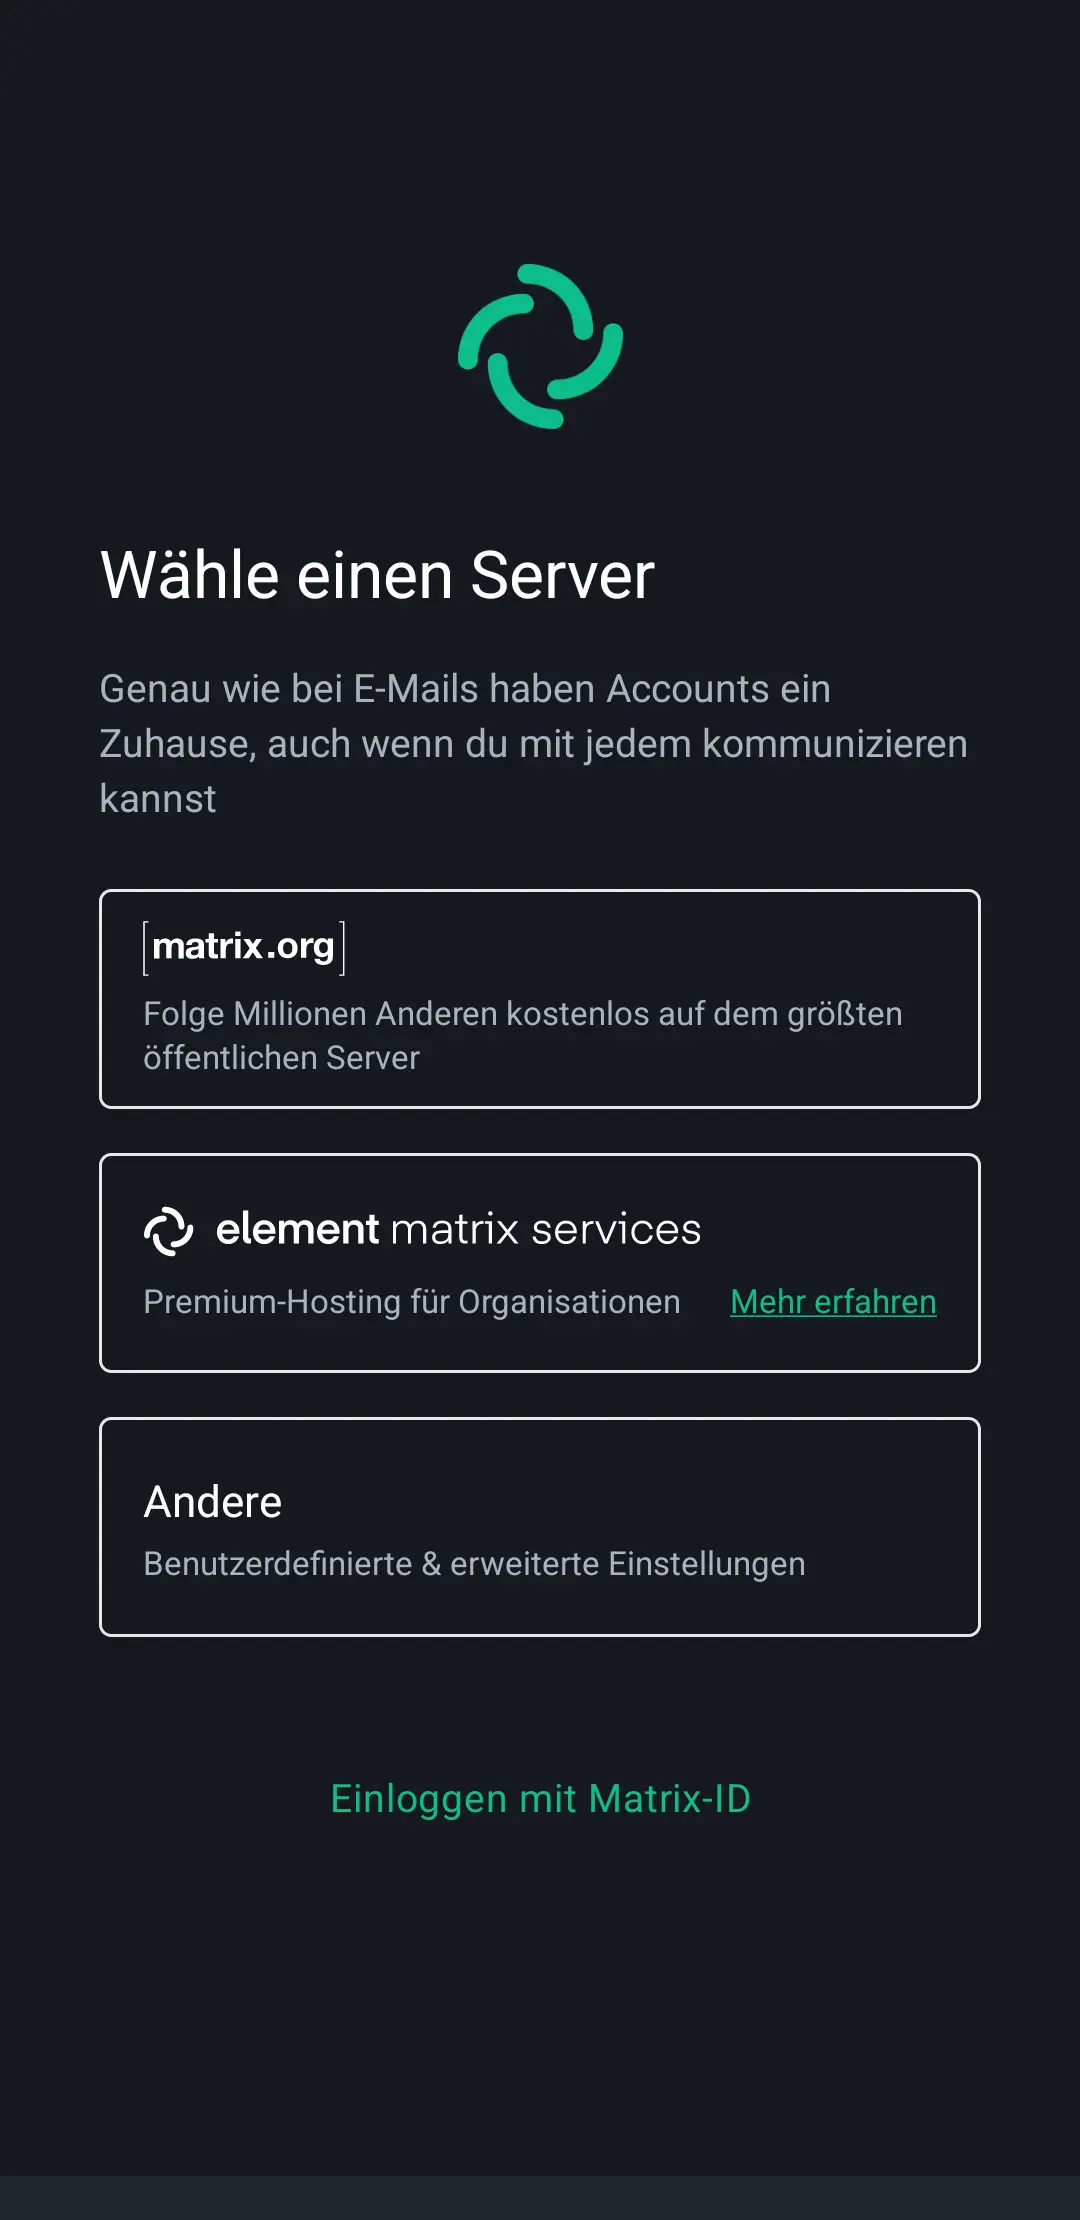 Wähle einen Server
Genau wie bei E-Mails haben Accounts ein
Zuhause, auch wenn du mit jedem kommunizieren
kannst
[matrix.org]
Folge Millionen Anderen kostenlos auf dem größten
öffentlichen Server
element matrix services
Premium-Hosting für Organisationen Mehr erfahren
Andere
Benutzerdefinierte & erweiterte Einstellungen
Einloggen mit Matrix-ID